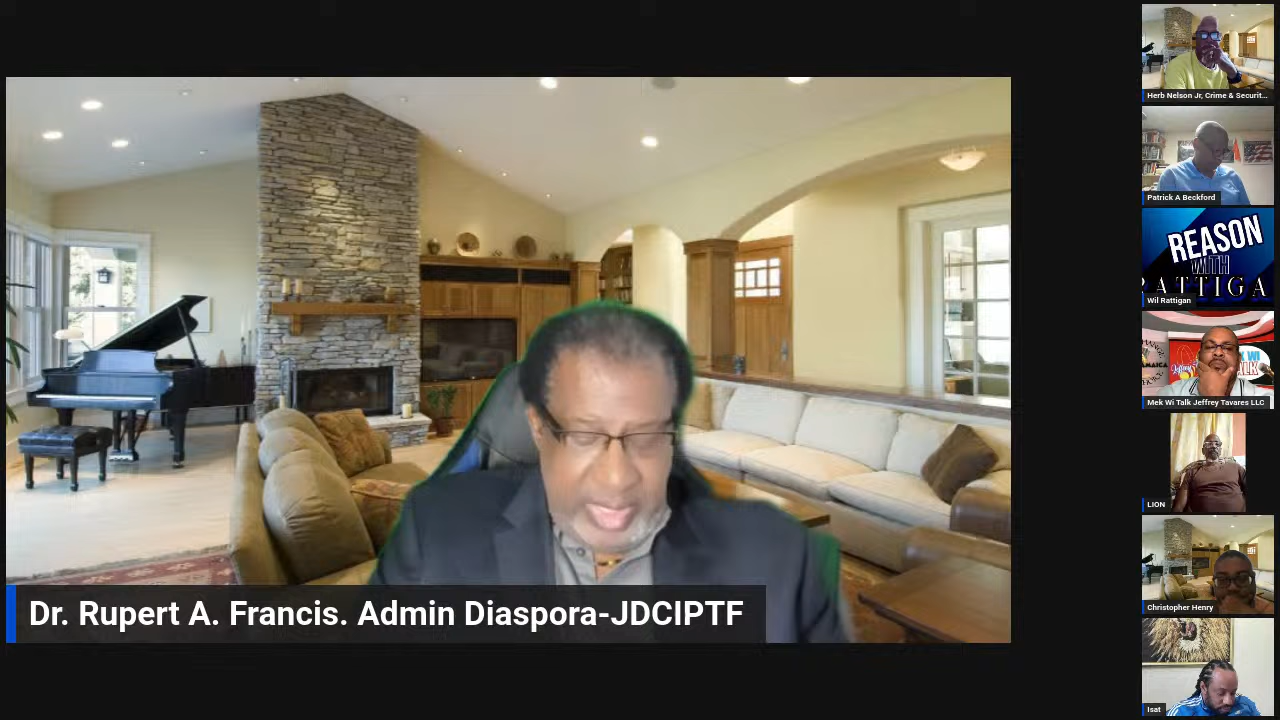 Dr. Rupert A. Francis. Admin Diaspora-JDCIPTF
Herb Nelson Jr, Crime & Securit...
Patrick A Beckford
REASON
WITH
RATTIGA
Wil Rattigan
Mek Wi Talk Jeffrey Tavares LLC
LION
Christopher Henry
Isat